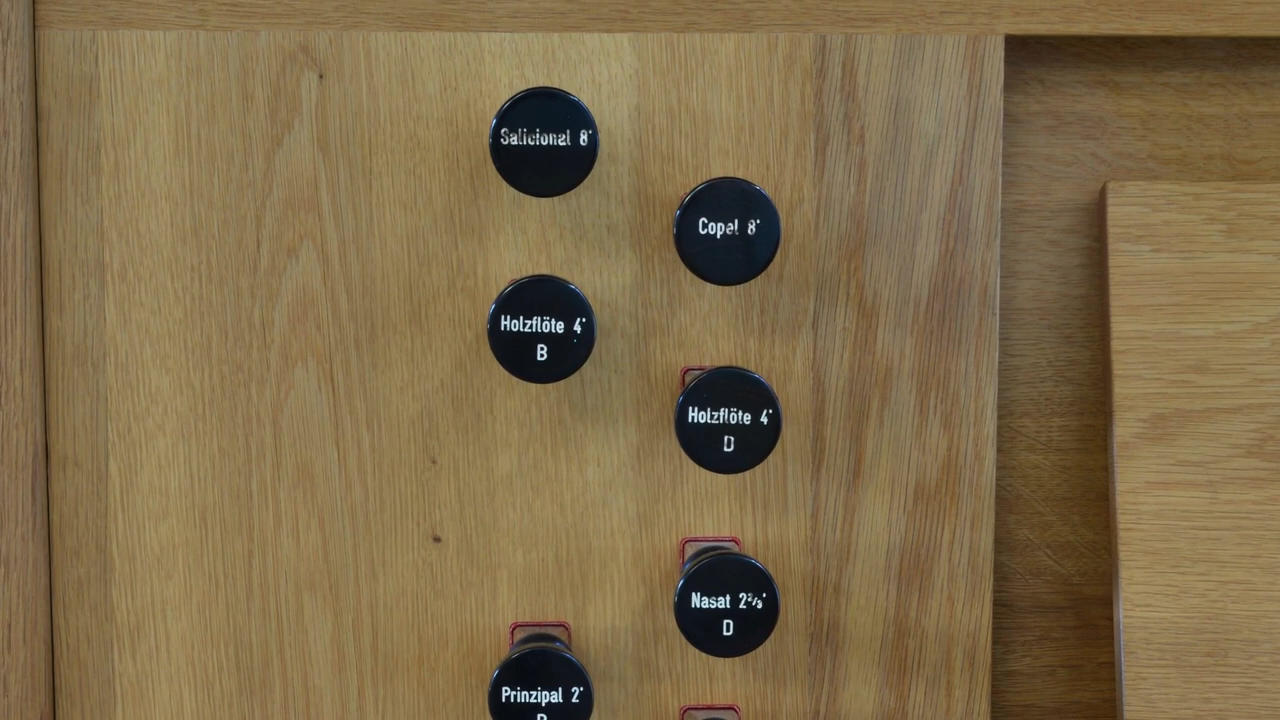 Salicional 8'
Copel 8'
Holzflöte 4'
B
Holzflöte 4'
D
Nasat 2²/₃'
D
Prinzipal 2'